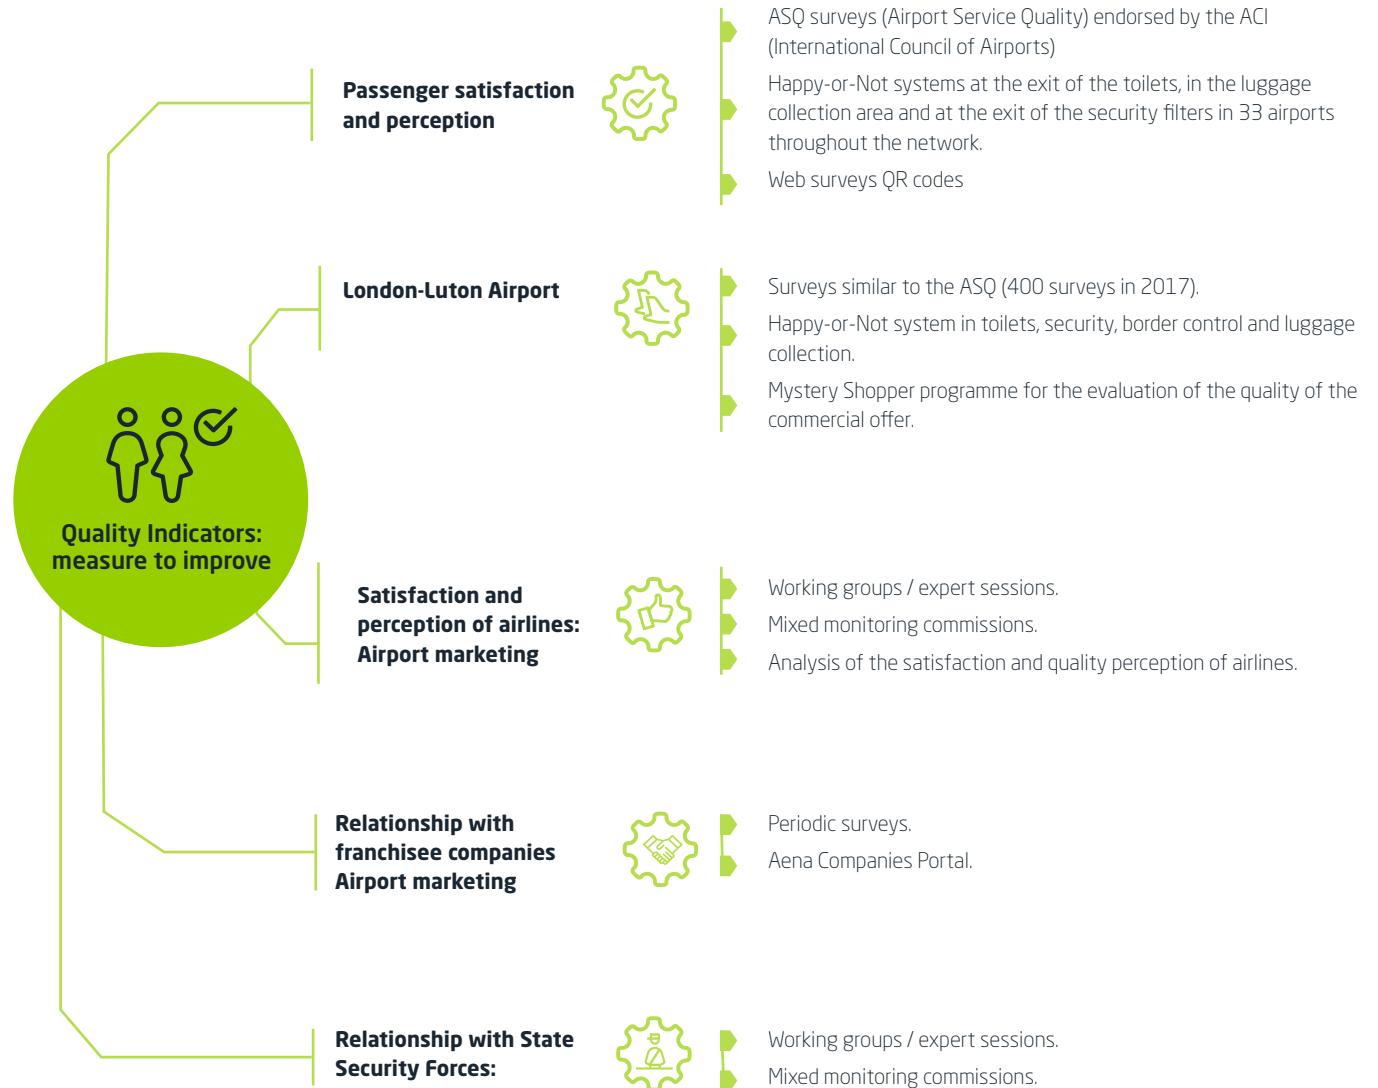 Quality Indicators:
measure to improve
Passenger satisfaction
and perception
ASQ surveys (Airport Service Quality) endorsed by the ACI
(International Council of Airports)
Happy-or-Not systems at the exit of the toilets, in the luggage
collection area and at the exit of the security filters in 33 airports
throughout the network.
Web surveys QR codes
London-Luton Airport
Surveys similar to the ASQ (400 surveys in 2017).
Happy-or-Not system in toilets, security, border control and luggage
collection.
Mystery Shopper programme for the evaluation of the quality of the
commercial offer.
Satisfaction and
perception of airlines:
Airport marketing
Working groups / expert sessions.
Mixed monitoring commissions.
Analysis of the satisfaction and quality perception of airlines.
Relationship with
franchisee companies
Airport marketing
Periodic surveys.
Aena Companies Portal.
Relationship with State
Security Forces:
Working groups / expert sessions.
Mixed monitoring commissions.